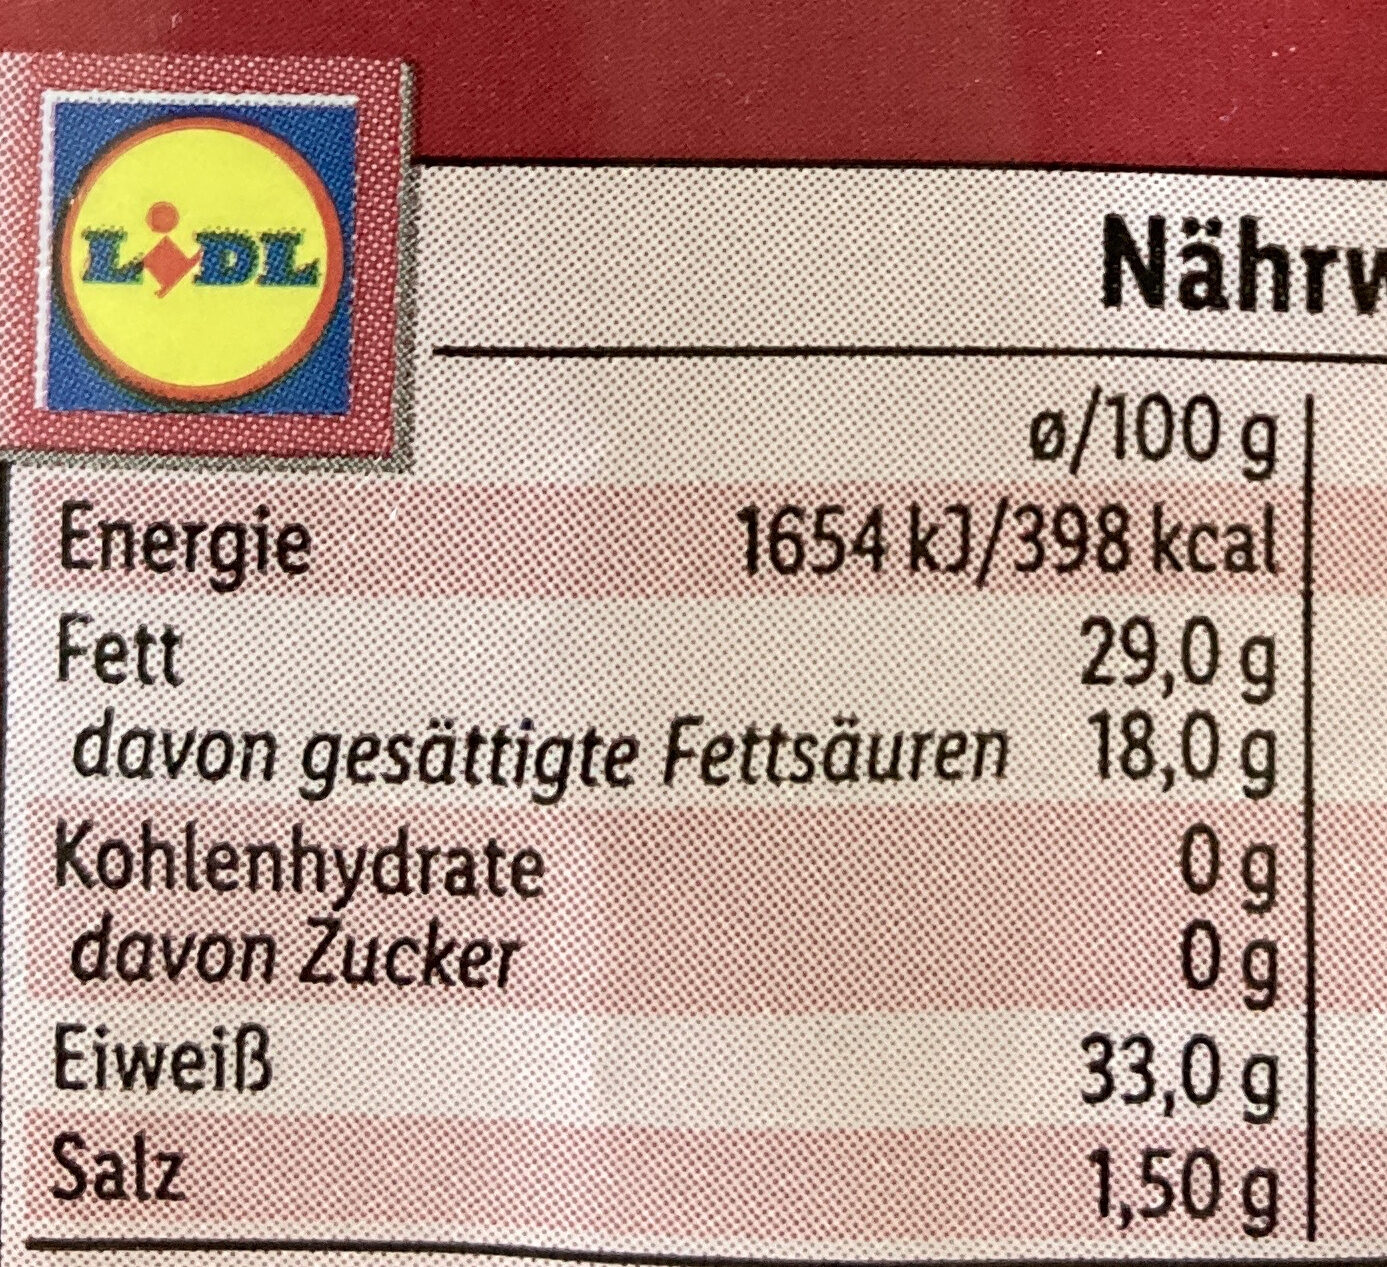 LiDL
ø/100 g
Energie 1654 kJ/398 kcal
Fett 29,0 g
davon gesättigte Fettsäuren 18,0 g
Kohlenhydrate 0 g
davon Zucker 0 g
Eiweiß 33,0 g
Salz 1,50 g